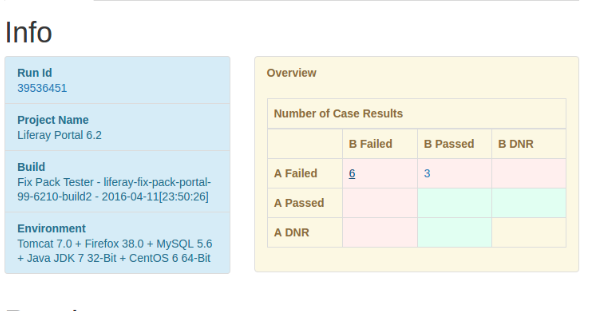 Info
Run Id
39536451
Project Name
Liferay Portal 6.2
Build
Fix Pack Tester - liferay-fix-pack-portal-
99-6210-build2 - 2016-04-11[23:50:26]
Environment
Tomcat 7.0 + Firefox 38.0 + MySQL 5.6
+ Java JDK 7 32-Bit + CentOS 6 64-Bit
Overview
Number of Case Results
B Failed B Passed B DNR
A Failed 6 3
A Passed
A DNR